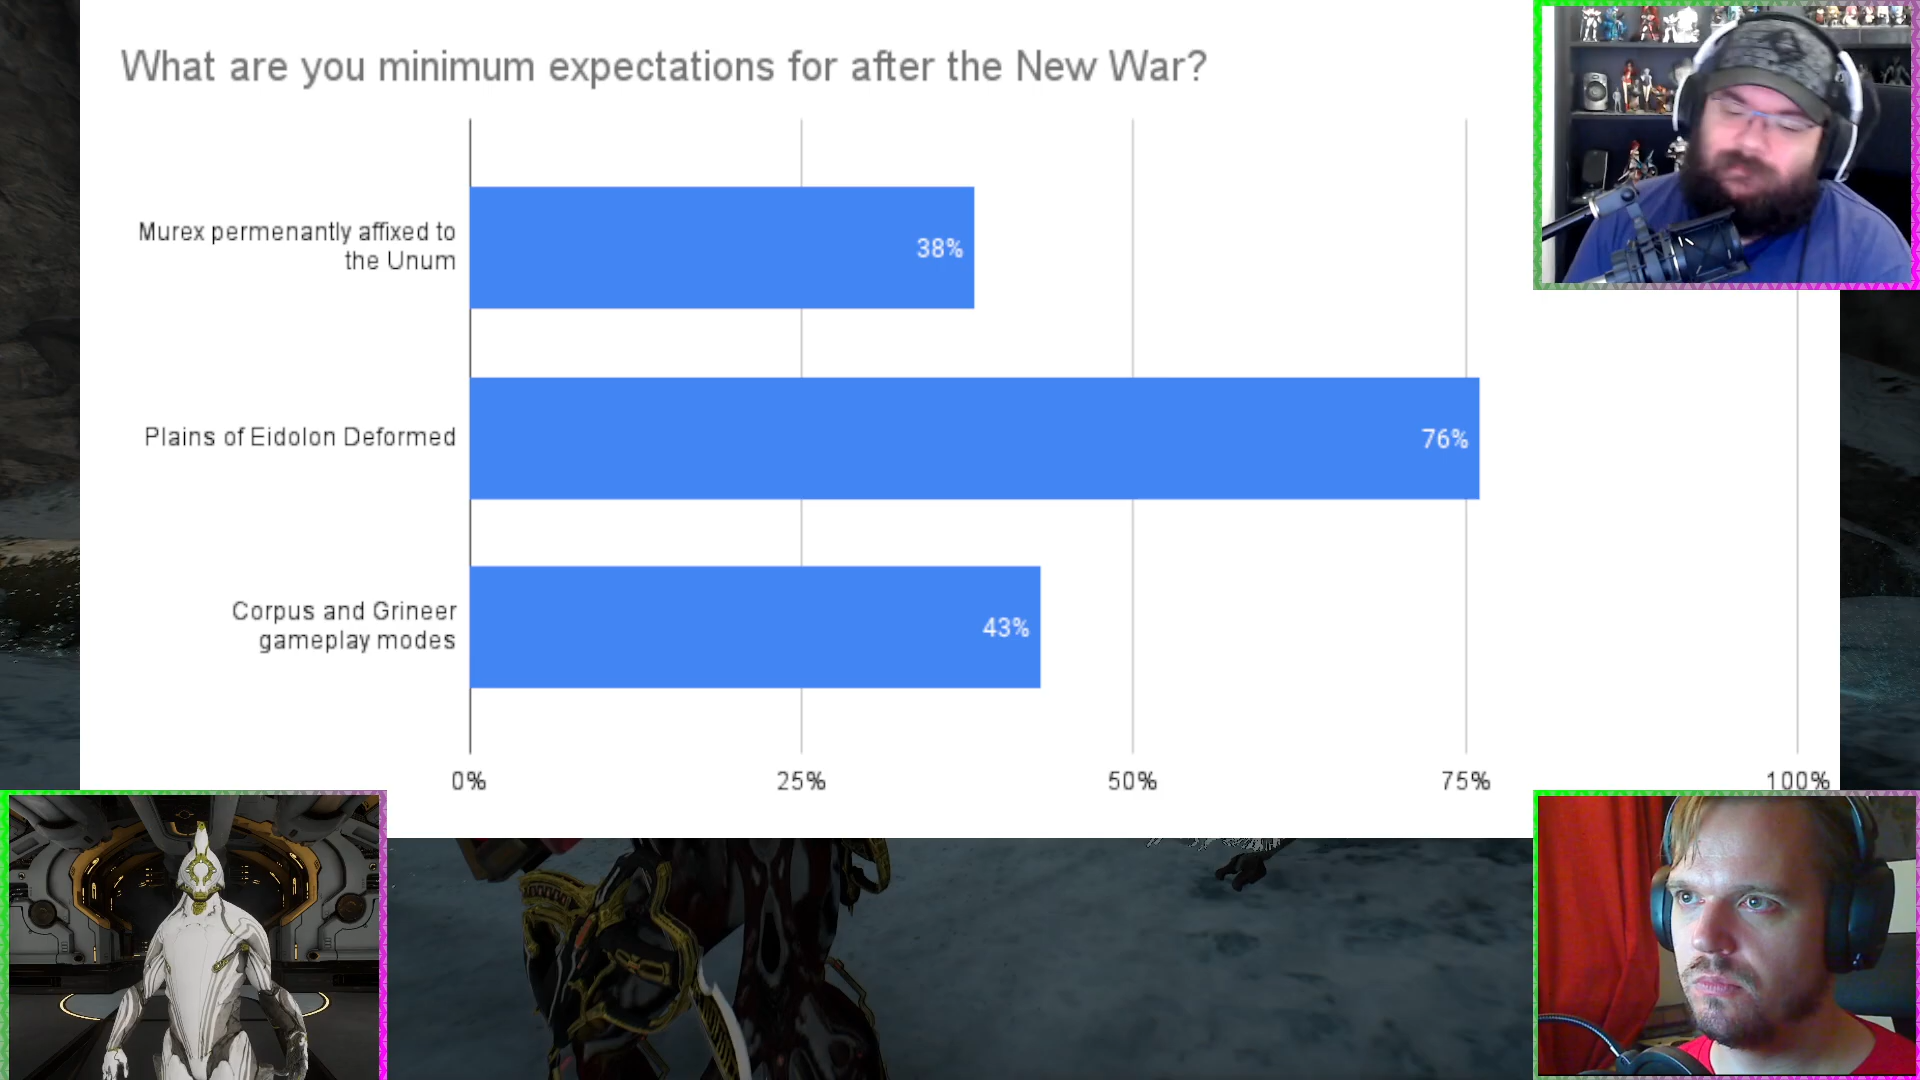 What are you minimum expectations for after the New War?
Murex permenantly affixed to
the Unum
38%
Plains of Eidolon Deformed
76%
Corpus and Grineer
gameplay modes
43%
0%
25%
50%
75%
100%